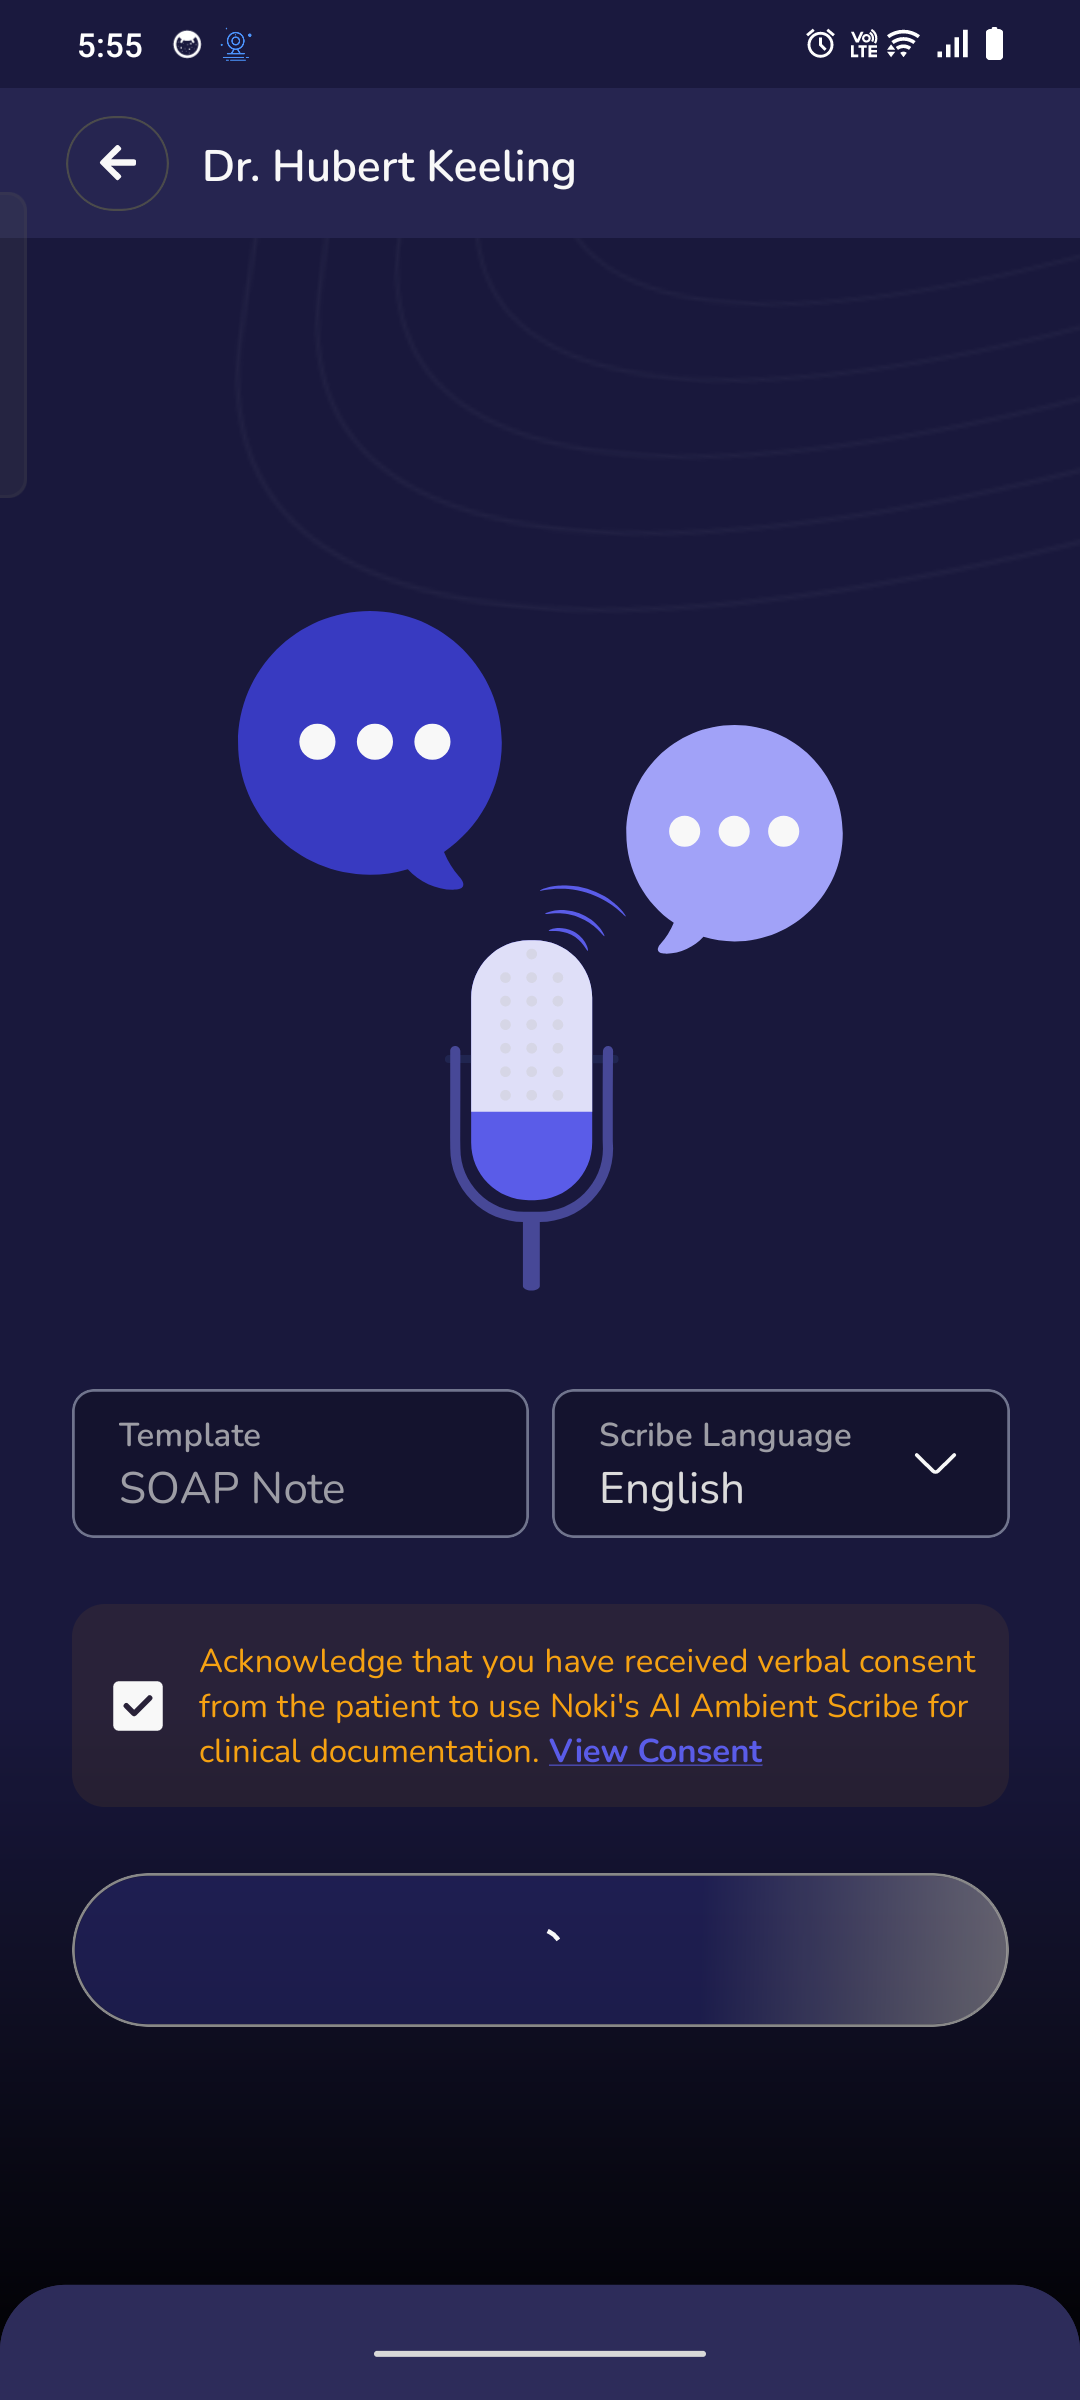 5:55
Vo)) LTE
Dr. Hubert Keeling
Template
SOAP Note
Scribe Language
English
Acknowledge that you have received verbal consent
from the patient to use Noki's AI Ambient Scribe for
clinical documentation. View Consent